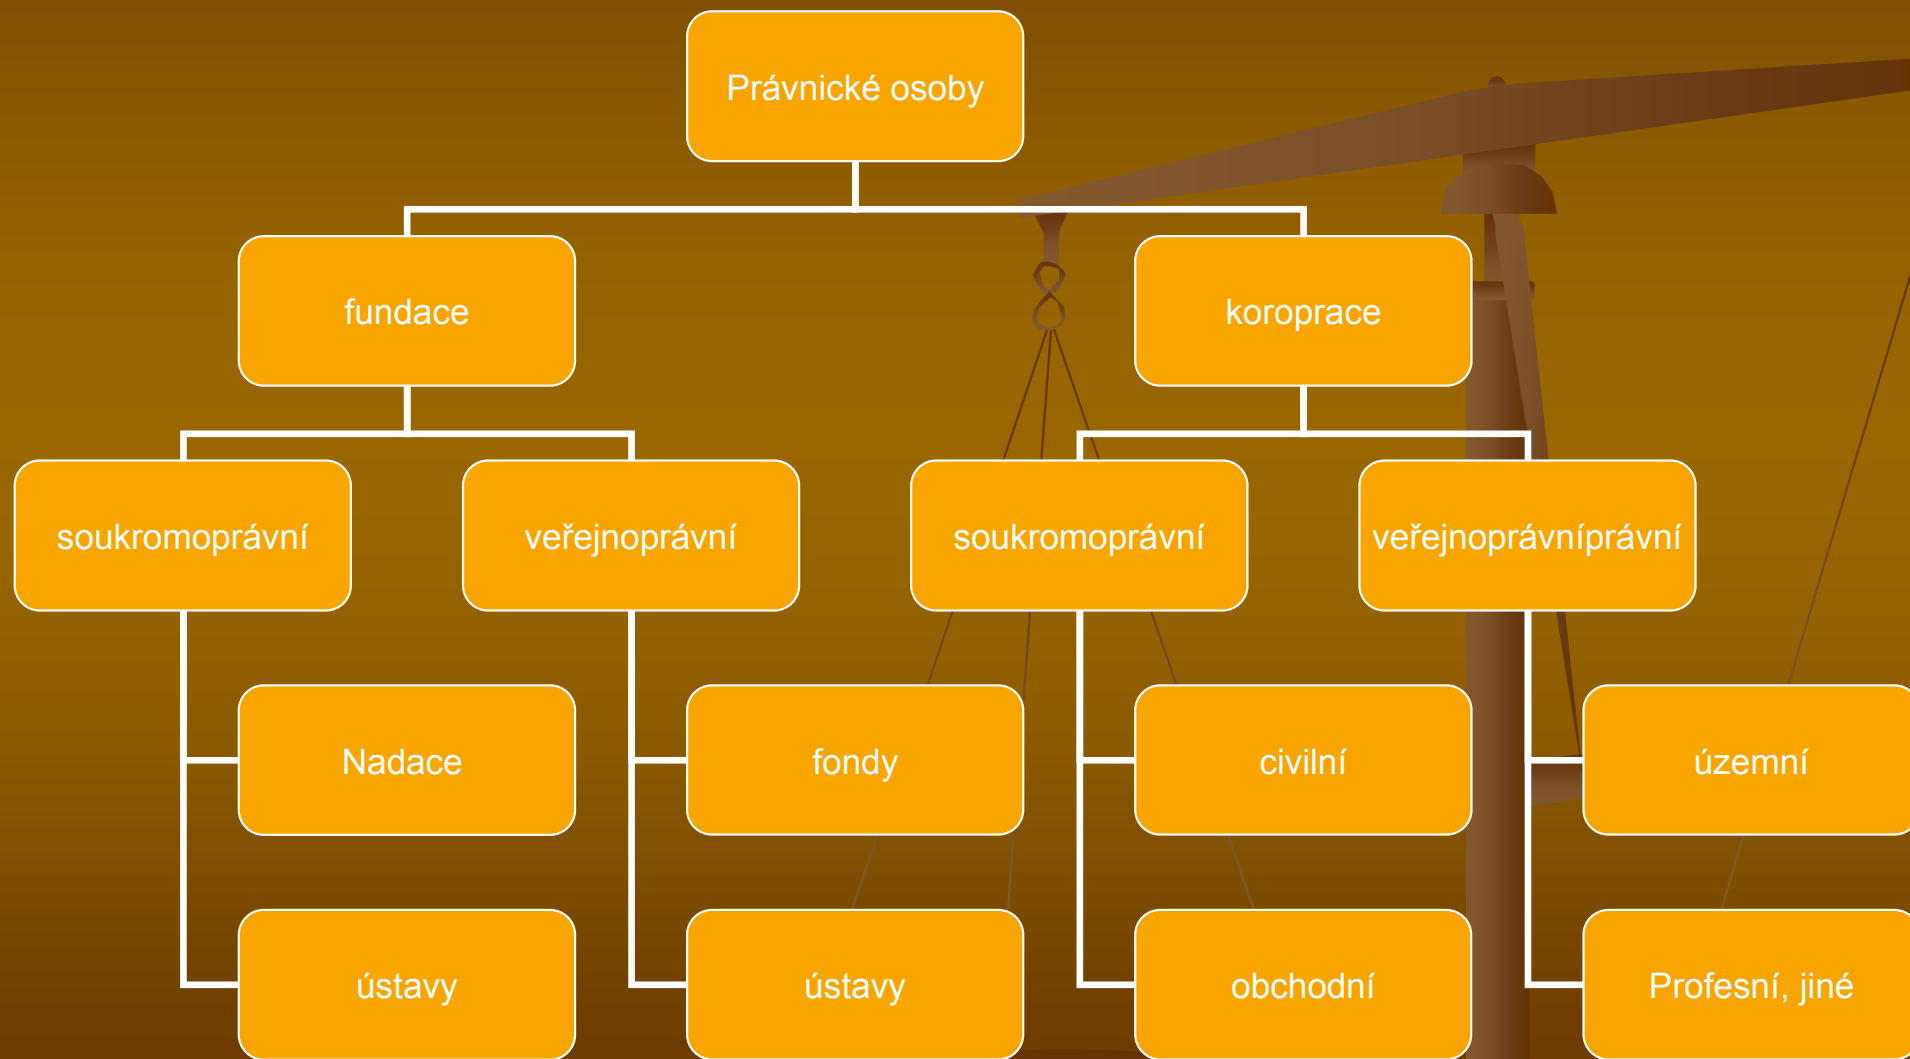 Právnické osoby
fundace
koroprace
soukromoprávní
veřejnoprávní
soukromoprávní
veřejnoprávníprávní
Nadace
fondy
civilní
územní
ústavy
ústavy
obchodní
Profesní, jiné